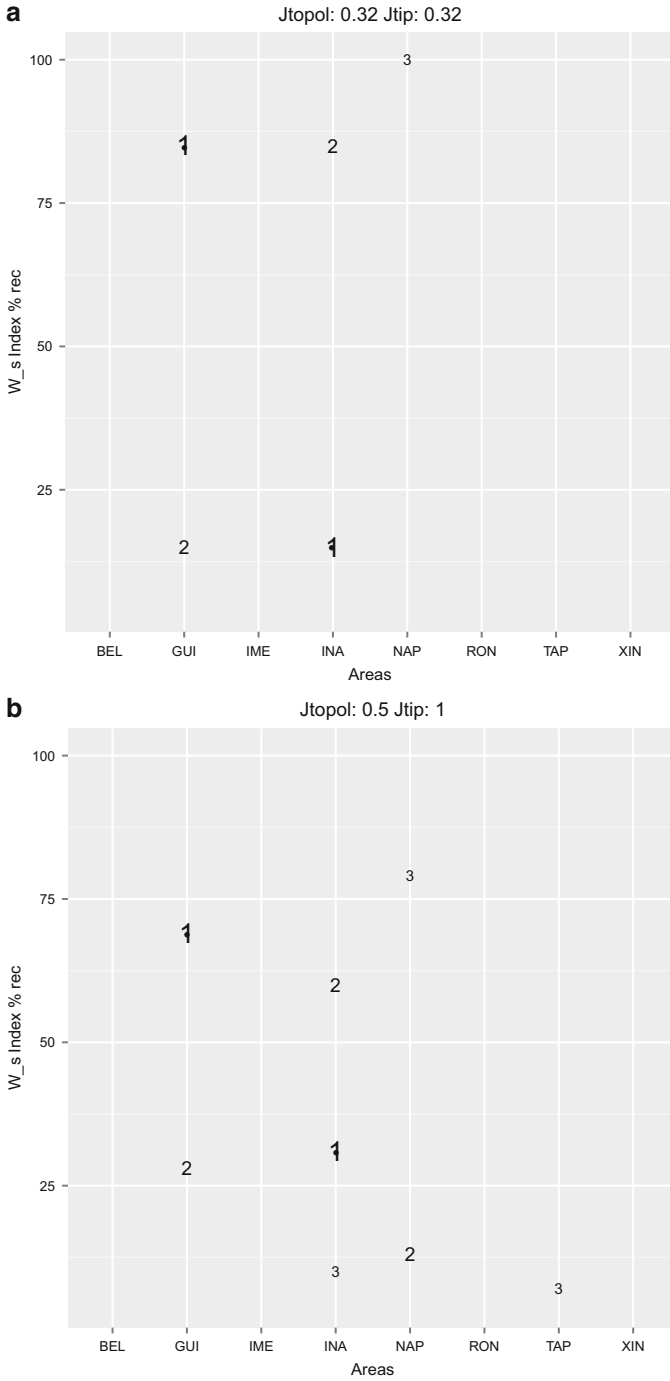 a
Jtopol: 0.32 Jtip: 0.32
W_s Index % rec
100
3
1
2
75
50
25
2
1
BEL GUI IME INA NAP RON TAP XIN
Areas
b
Jtopol: 0.5 Jtip: 1
W_s Index % rec
100
3
75
1
2
50
1
2
25
2
3
3
BEL GUI IME INA NAP RON TAP XIN
Areas